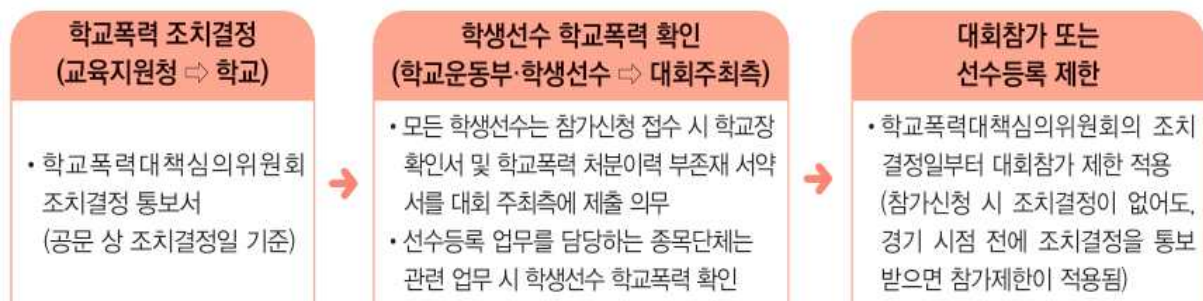 학교폭력 조치결정
(교육지원청 ⇨ 학교)
• 학교폭력대책심의위원회
조치결정 통보서
(공문 상 조치결정일 기준)
학생선수 학교폭력 확인
(학교운동부·학생선수 ⇨ 대회주최측)
• 모든 학생선수는 참가신청 접수 시 학교장
확인서 및 학교폭력 처분이력 부존재 서약
서를 대회 주최측에 제출 의무
• 선수등록 업무를 담당하는 종목단체는
관련 업무 시 학생선수 학교폭력 확인
대회참가 또는
선수등록 제한
• 학교폭력대책심의위원회의 조치
결정일부터 대회참가 제한 적용
(참가신청 시 조치결정이 없어도,
경기 시점 전에 조치결정을 통보
받으면 참가제한이 적용됨)